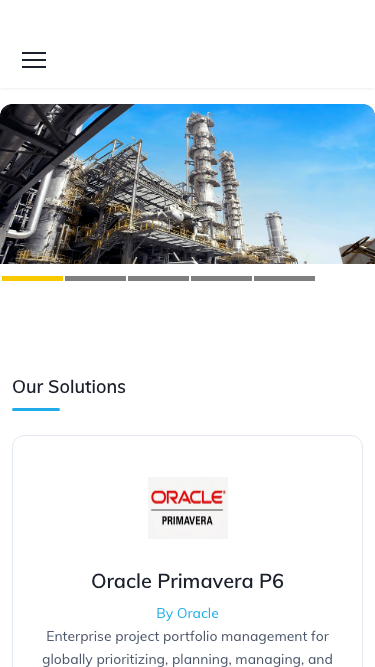 Our Solutions
ORACLE
PRIMAVERA
Oracle Primavera P6
By Oracle
Enterprise project portfolio management for
globally prioritizing, planning, managing, and